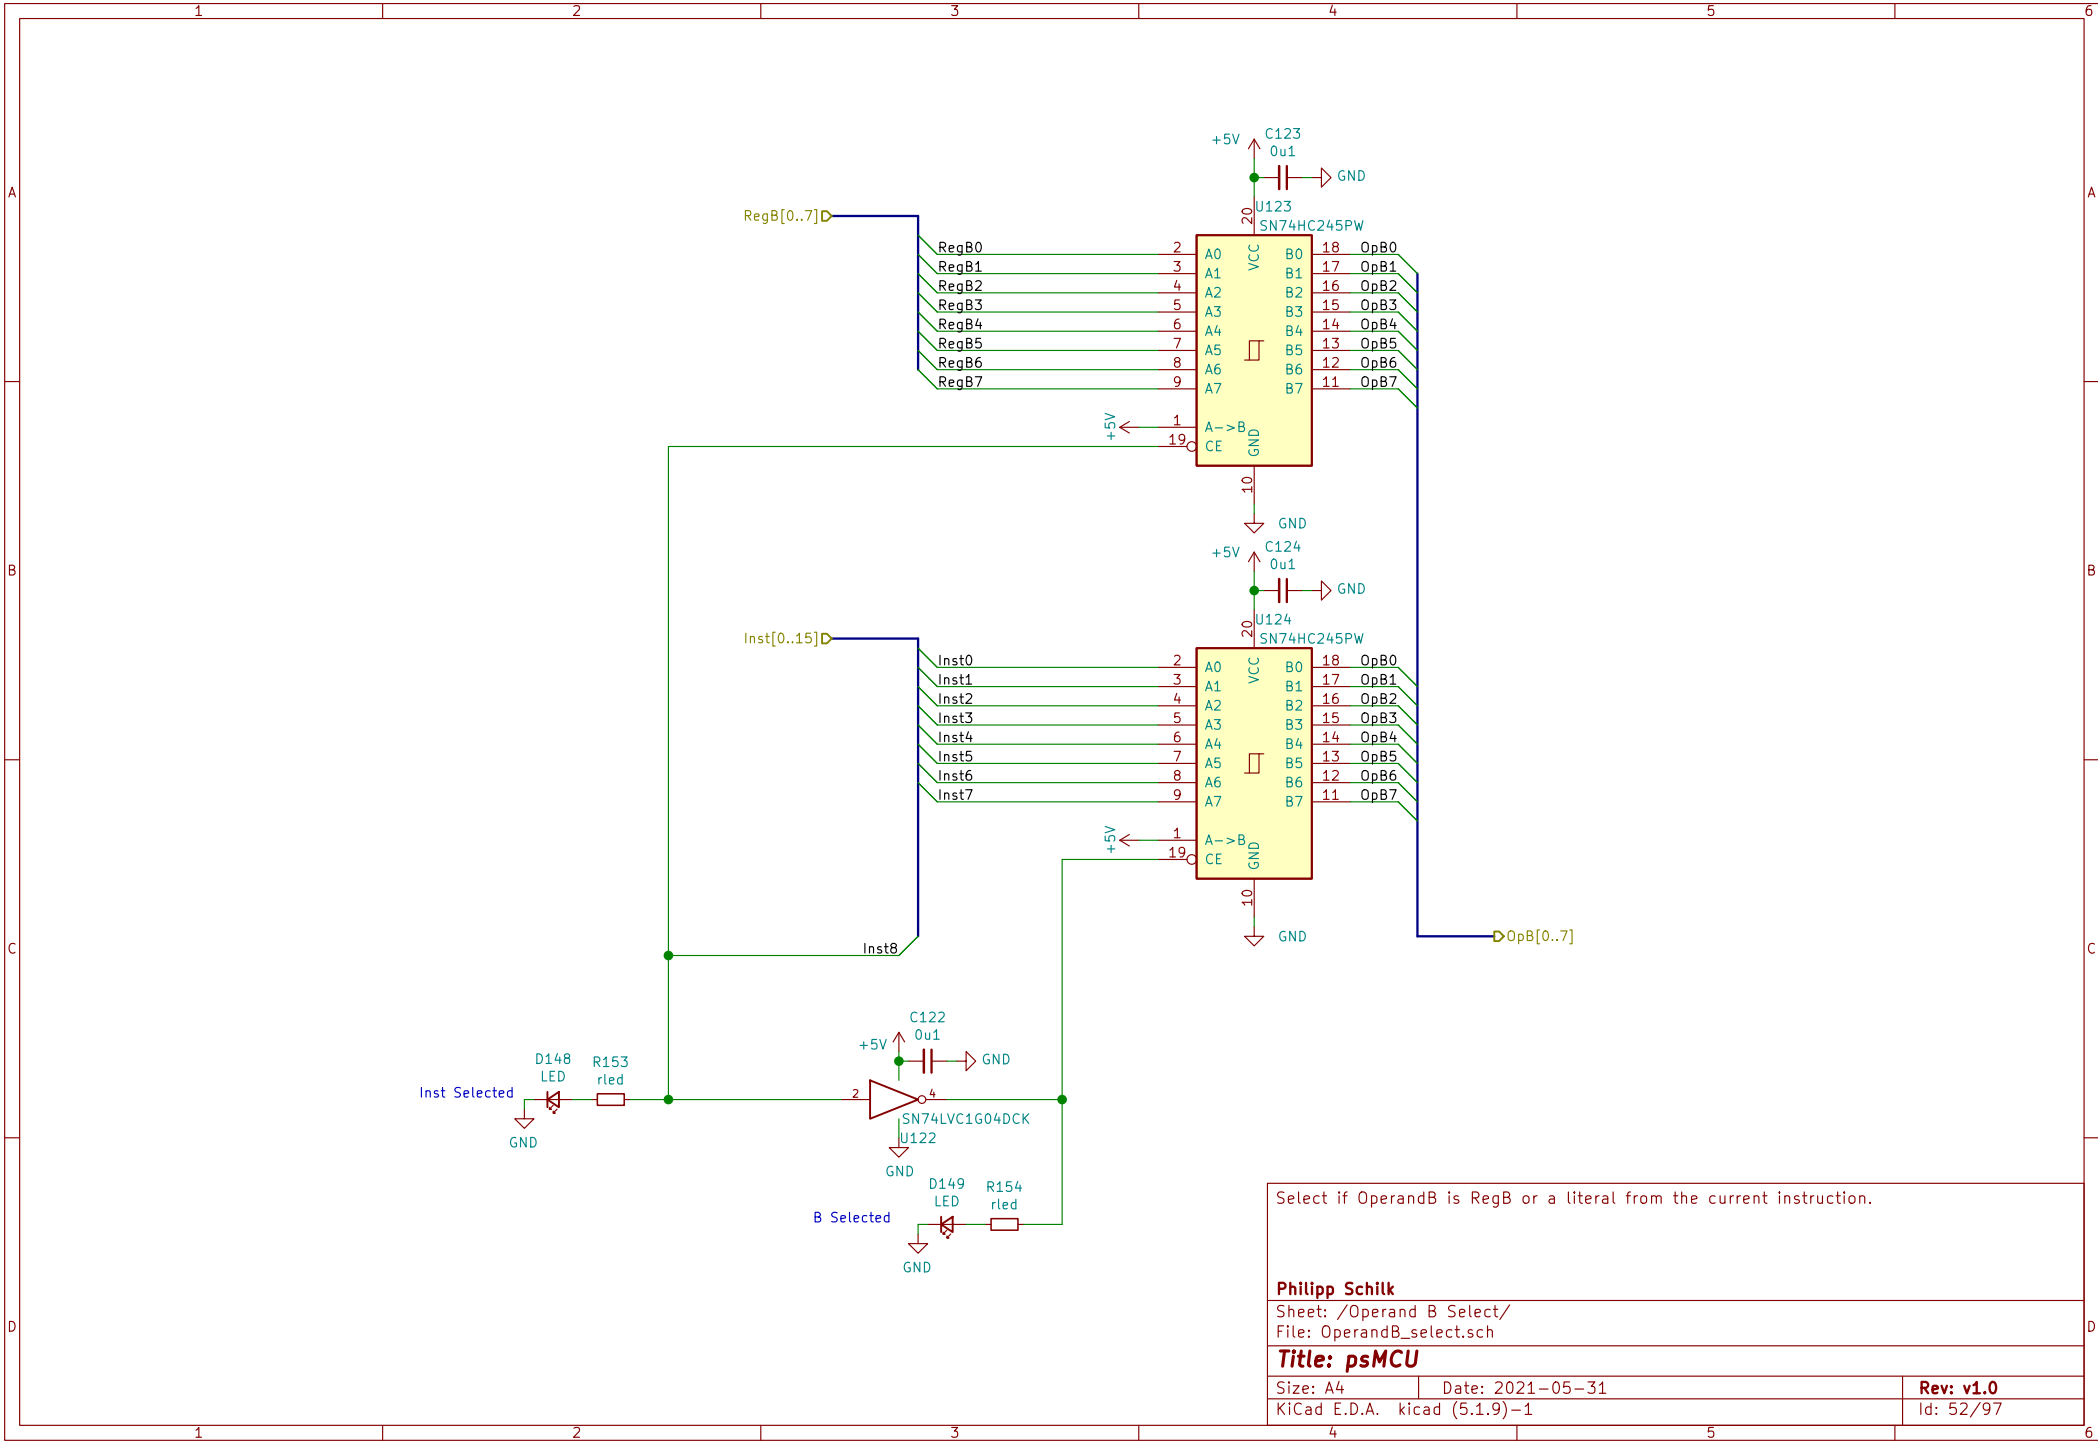 1 2 3 4 5 6
A A
B B
C C
D D
+5V
C123
0u1
GND
20
U123
SN74HC245PW
RegB[0..7]
RegB0 2 A0 VCC B0 18 OpB0
RegB1 3 A1 B1 17 OpB1
RegB2 4 A2 B2 16 OpB2
RegB3 5 A3 B3 15 OpB3
RegB4 6 A4 B4 14 OpB4
RegB5 7 A5 B5 13 OpB5
RegB6 8 A6 B6 12 OpB6
RegB7 9 A7 B7 11 OpB7
+5V 1 A->B
19 CE GND
10
GND
+5V
C124
0u1
GND
20
U124
SN74HC245PW
Inst[0..15]
Inst0 2 A0 VCC B0 18 OpB0
Inst1 3 A1 B1 17 OpB1
Inst2 4 A2 B2 16 OpB2
Inst3 5 A3 B3 15 OpB3
Inst4 6 A4 B4 14 OpB4
Inst5 7 A5 B5 13 OpB5
Inst6 8 A6 B6 12 OpB6
Inst7 9 A7 B7 11 OpB7
+5V 1 A->B
19 CE GND
10
GND
OpB[0..7]
Inst8
C122
0u1
+5V
GND
D148
LED
R153
rled
Inst Selected
GND
2 4
SN74LVC1G04DCK
U122
GND
D149
LED
R154
rled
B Selected
GND
Select if OperandB is RegB or a literal from the current instruction.
Philipp Schilk
Sheet: /Operand B Select/
File: OperandB_select.sch
Title: psMCU
Size: A4 Date: 2021-05-31 Rev: v1.0
KiCad E.D.A. kicad (5.1.9)-1 Id: 52/97
1 2 3 4 5 6